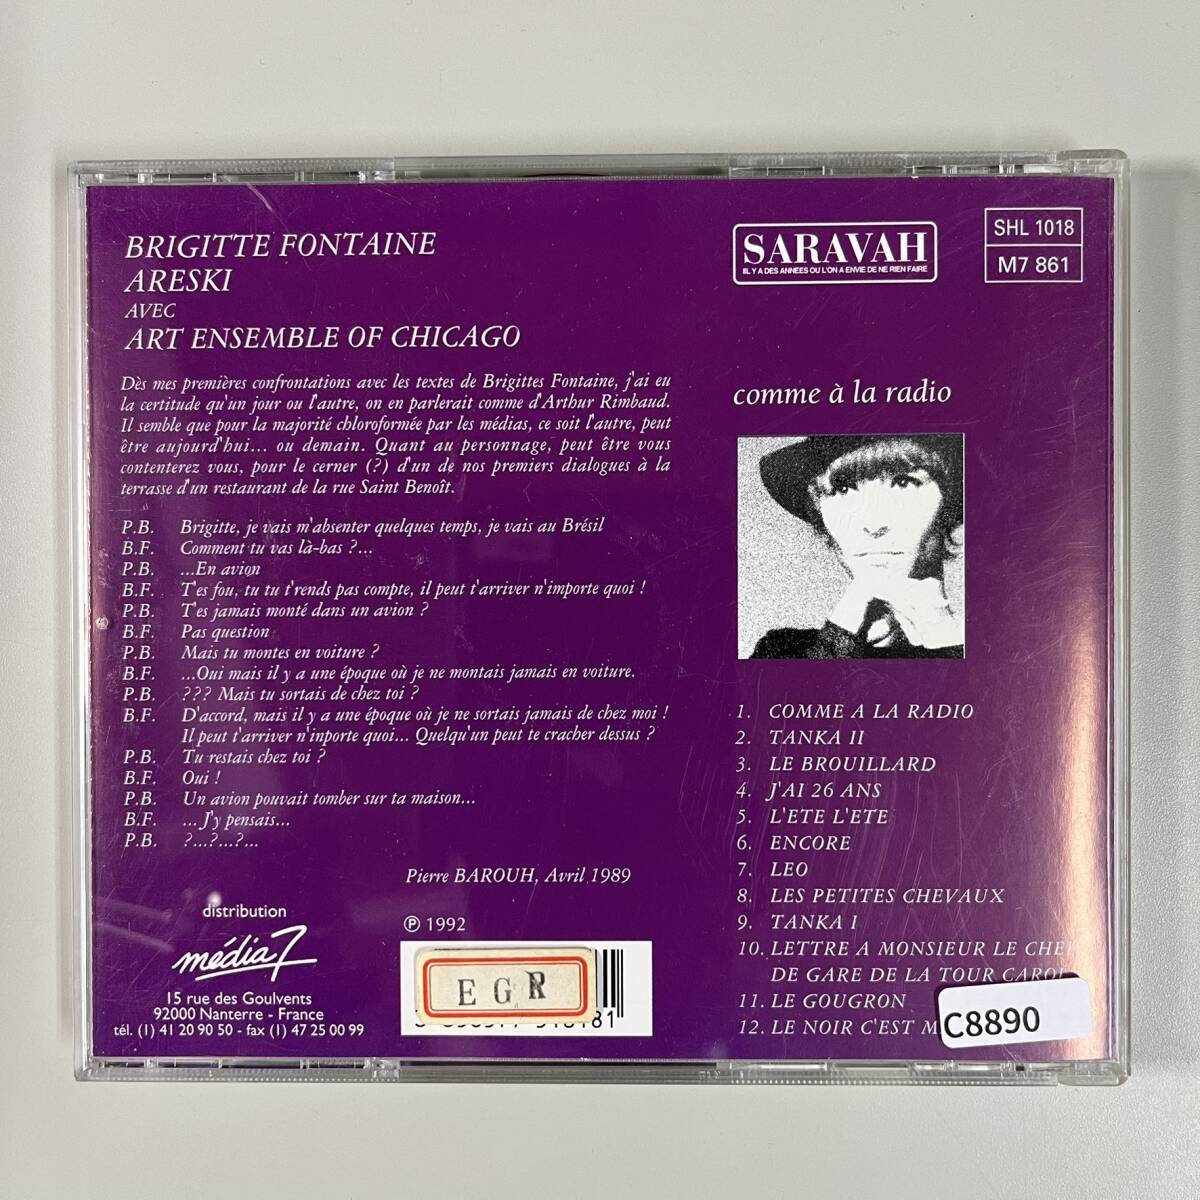 BRIGITTE FONTAINE
ARESKI
AVEC
ART ENSEMBLE OF CHICAGO
Dès mes premières confrontations avec les textes de Brigittes Fontaine, j'ai eu
la certitude qu'un jour ou l'autre, on en parlerait comme d'Arthur Rimbaud.
Il semble que pour la majorité chloroformée par les médias, ce soit l'autre, peut
être aujourd'hui... ou demain. Quant au personnage, peut être vous
contenterez vous, pour le cerner (?) d'un de nos premiers dialogues à la
terrasse d'un restaurant de la rue Saint Benoît.
P.B. Brigitte, je vais m'absenter quelques temps, je vais au Brésil
B.F. Comment tu vas là-bas ?...
P.B. ...En avion
B.F. T'es fou, tu tu t'rends pas compte, il peut t'arriver n'importe quoi !
P.B. T'es jamais monté dans un avion ?
B.F. Pas question
P.B. Mais tu montes en voiture ?
B.F. ...Oui mais il y a une époque où je ne montais jamais en voiture.
P.B. ??? Mais tu sortais de chez toi ?
B.F. D'accord, mais il y a une époque où je ne sortais jamais de chez moi !
Il peut t'arriver n'inporte quoi... Quelqu'un peut te cracher dessus ?
P.B. Tu restais chez toi ?
B.F. Oui !
P.B. Un avion pouvait tomber sur ta maison...
B.F. ... J'y pensais...
P.B. ?...?...?...
Pierre BAROUH, Avril 1989
℗ 1992
distribution
média 7
15 rue des Goulvents
92000 Nanterre - France
tél. (1) 41 20 90 50 - fax (1) 47 25 00 99
EGR
SARAVAH
IL Y A DES ANNEES OU L'ON A ENVIE DE NE RIEN FAIRE
SHL 1018
M7 861
comme à la radio
1. COMME A LA RADIO
2. TANKA II
3. LE BROUILLARD
4. J'AI 26 ANS
5. L'ETE L'ETE
6. ENCORE
7. LEO
8. LES PETITES CHEVAUX
9. TANKA I
10. LETTRE A MONSIEUR LE
DE GARE DE LA TOUR
11. LE GOUGRON
12. LE NOIR C'EST
C8890